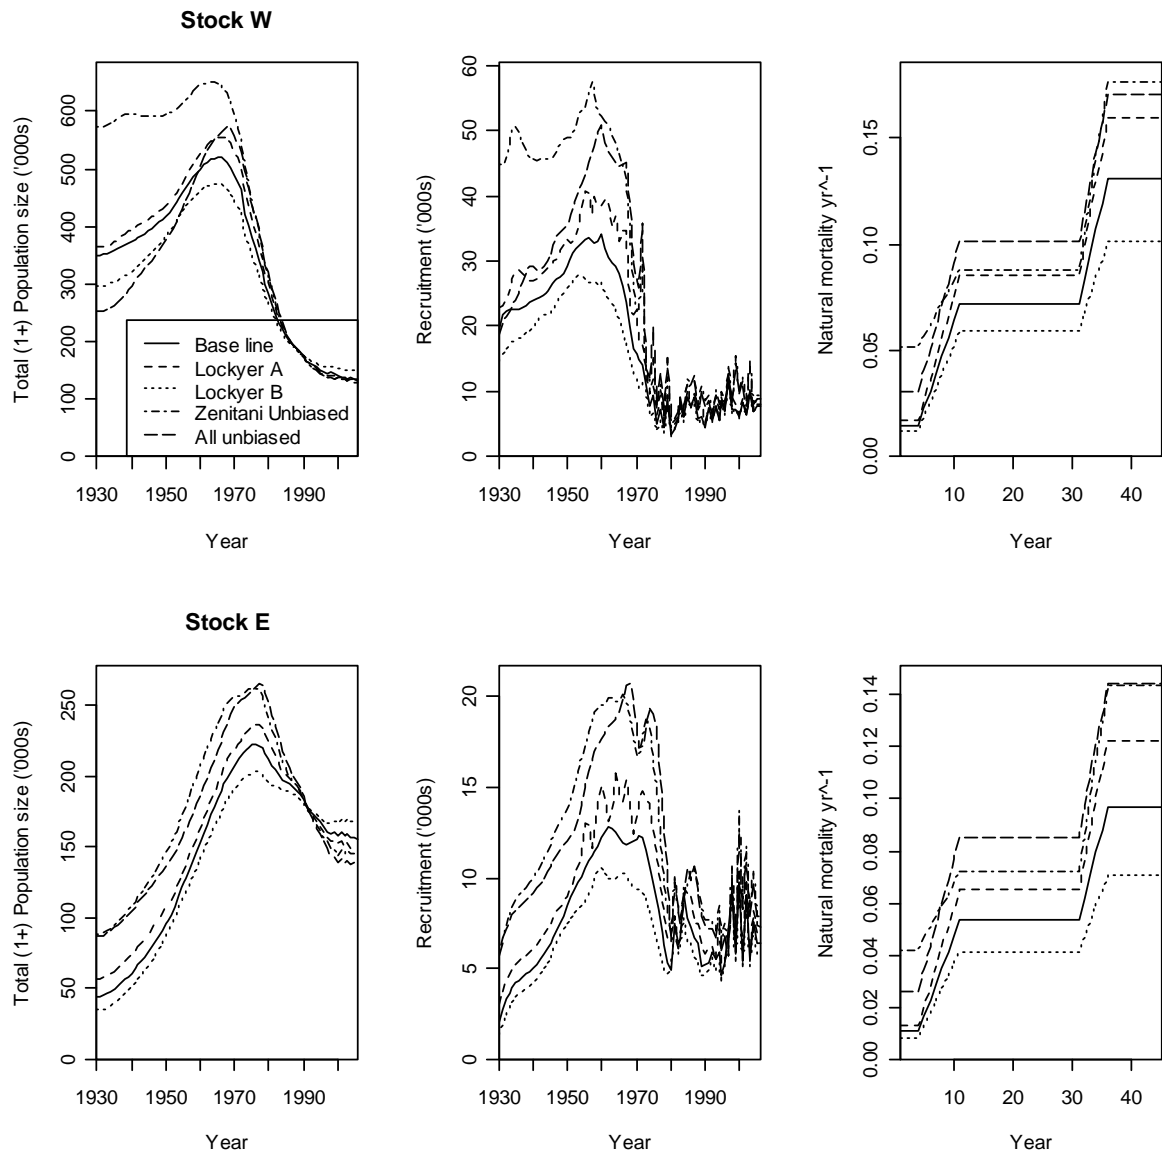 Stock W
Total (1+) Population size ('000s)
0 100 200 300 400 500 600
1930 1950 1970 1990
Year
Base line
Lockyer A
Lockyer B
Zenitani Unbiased
All unbiased
Recruitment ('000s)
0 10 20 30 40 50 60
1930 1950 1970 1990
Year
Natural mortality yr^-1
0.00 0.05 0.10 0.15
10 20 30 40
Year
Stock E
Total (1+) Population size ('000s)
0 50 100 150 200 250
1930 1950 1970 1990
Year
Recruitment ('000s)
0 5 10 15 20
1930 1950 1970 1990
Year
Natural mortality yr^-1
0.00 0.02 0.04 0.06 0.08 0.10 0.12 0.14
10 20 30 40
Year